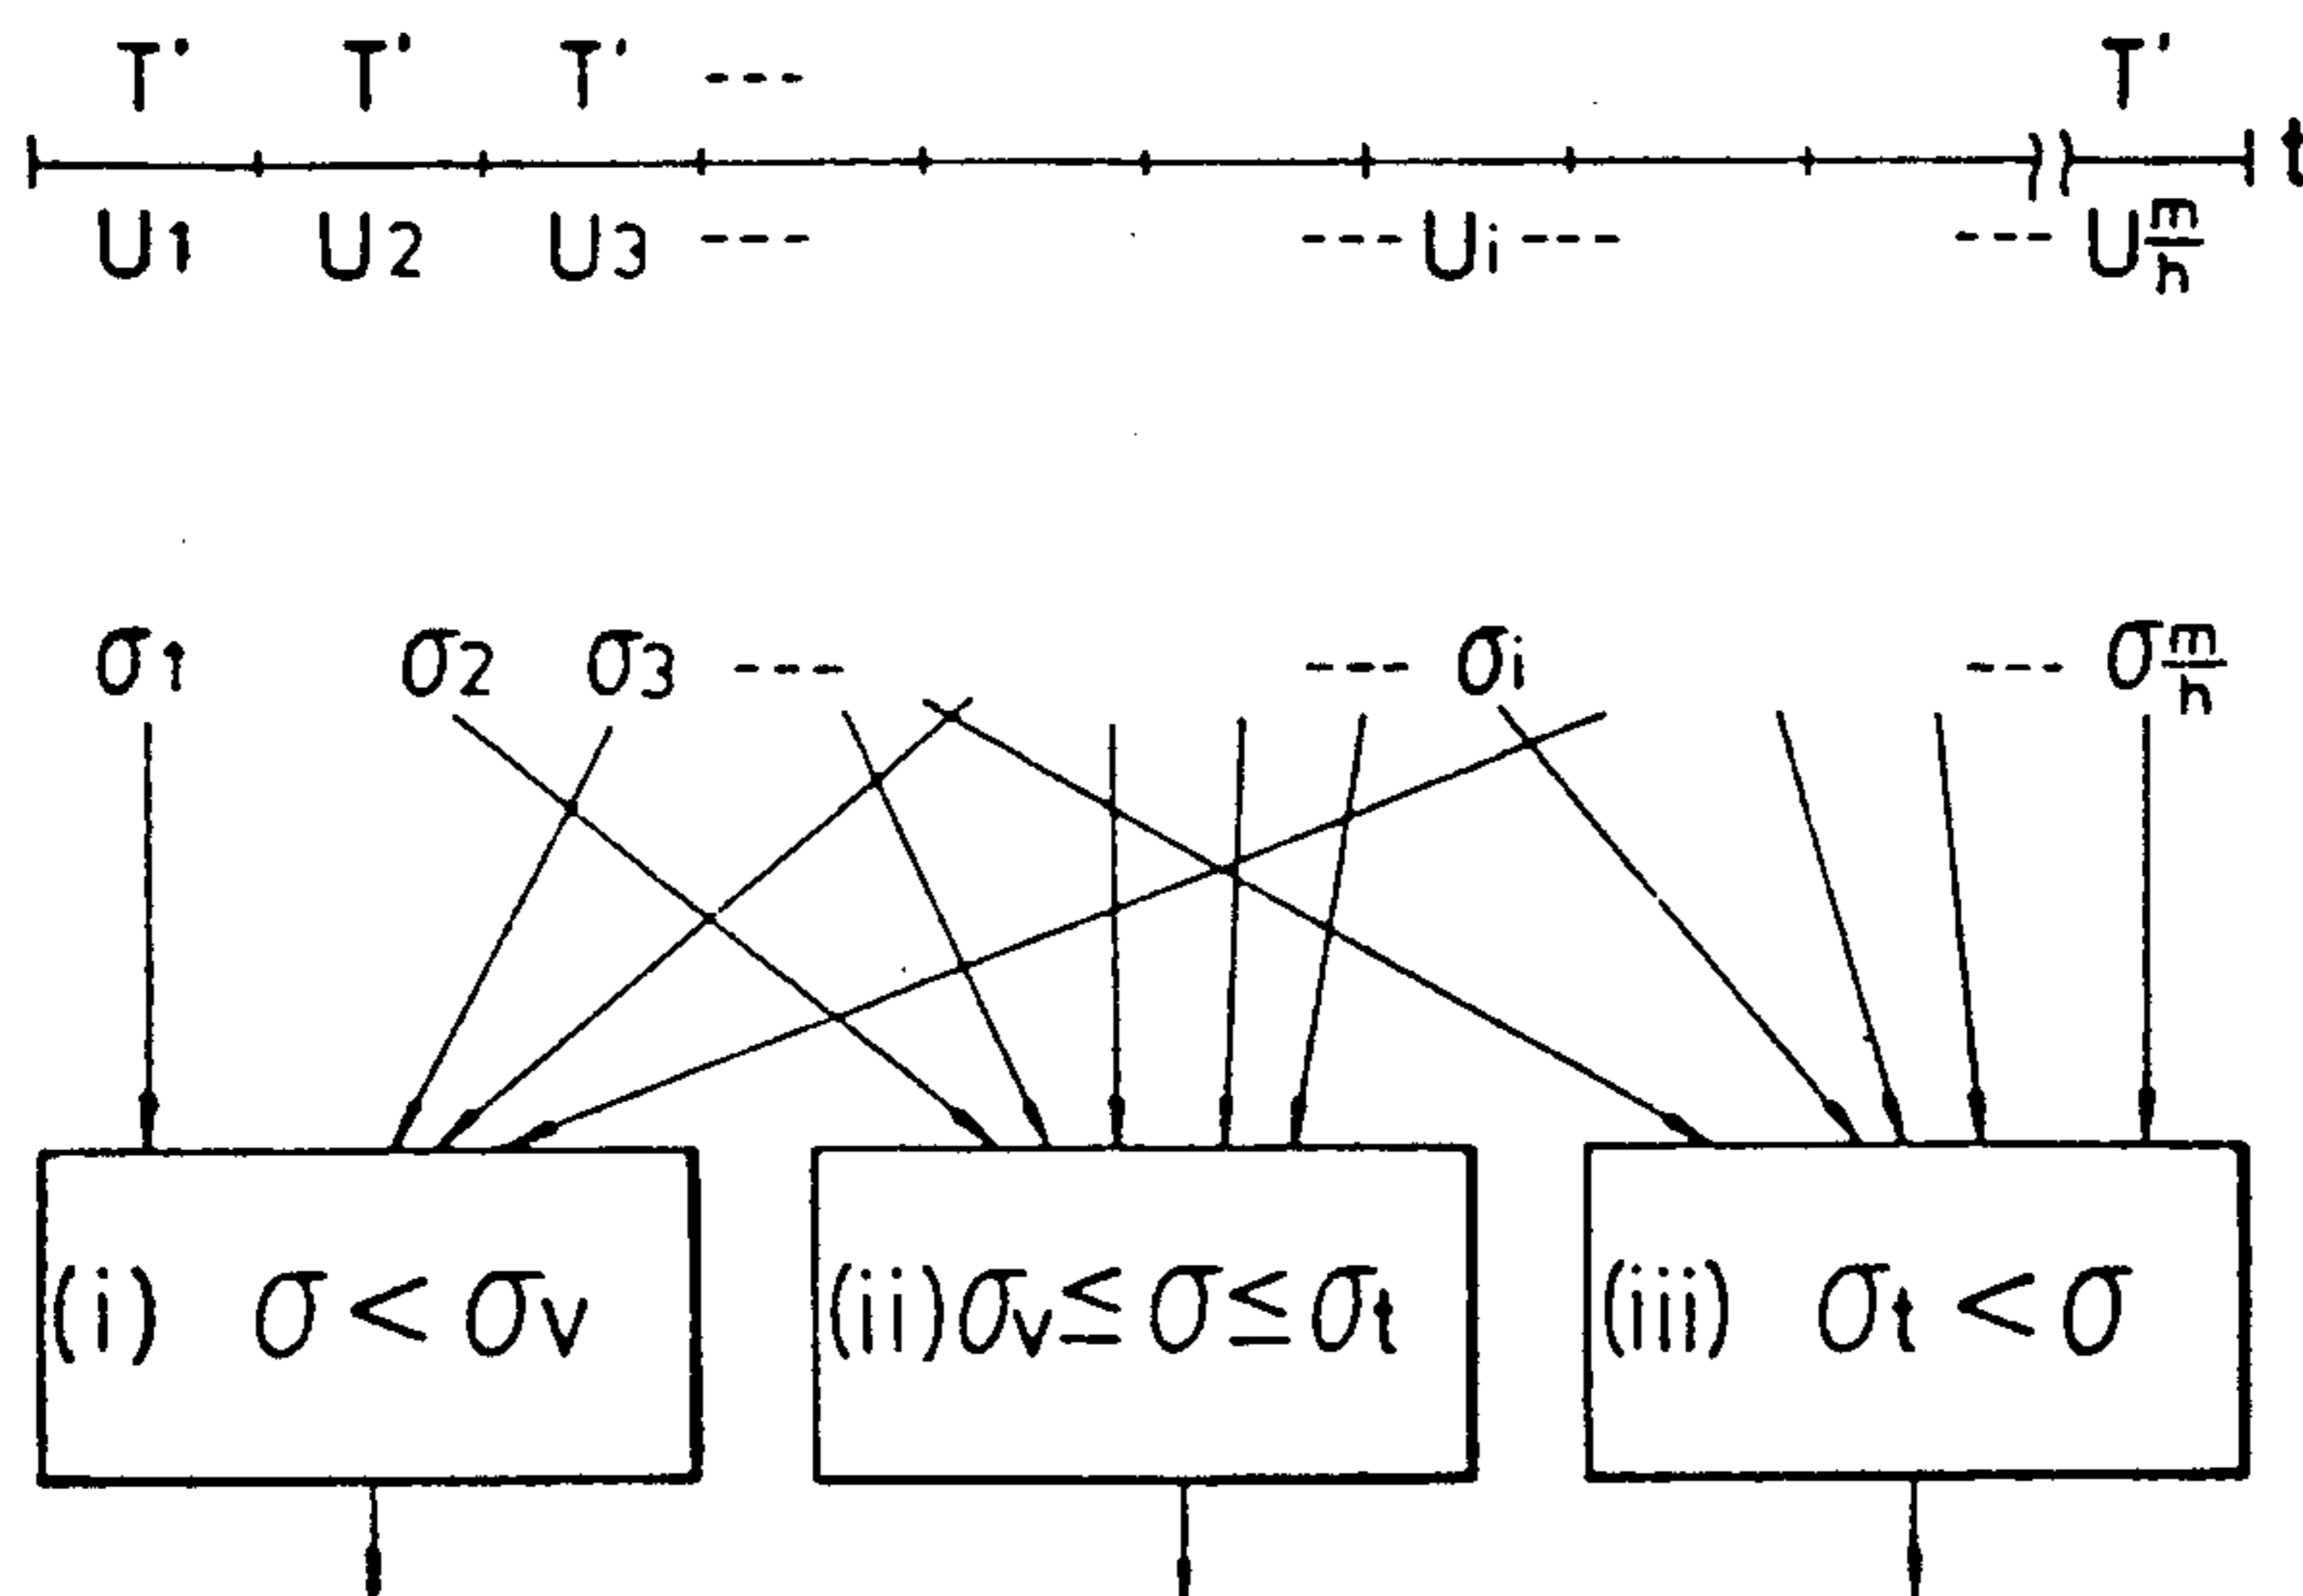 T' T' T' --- T'
t
U1 U2 U3 --- --- Ui --- --- U m/n
σ1 σ2 σ3 --- --- σi --- σ m/n
(i) σ < σv (ii) σv ≤ σ ≤ σt (iii) σt < σ